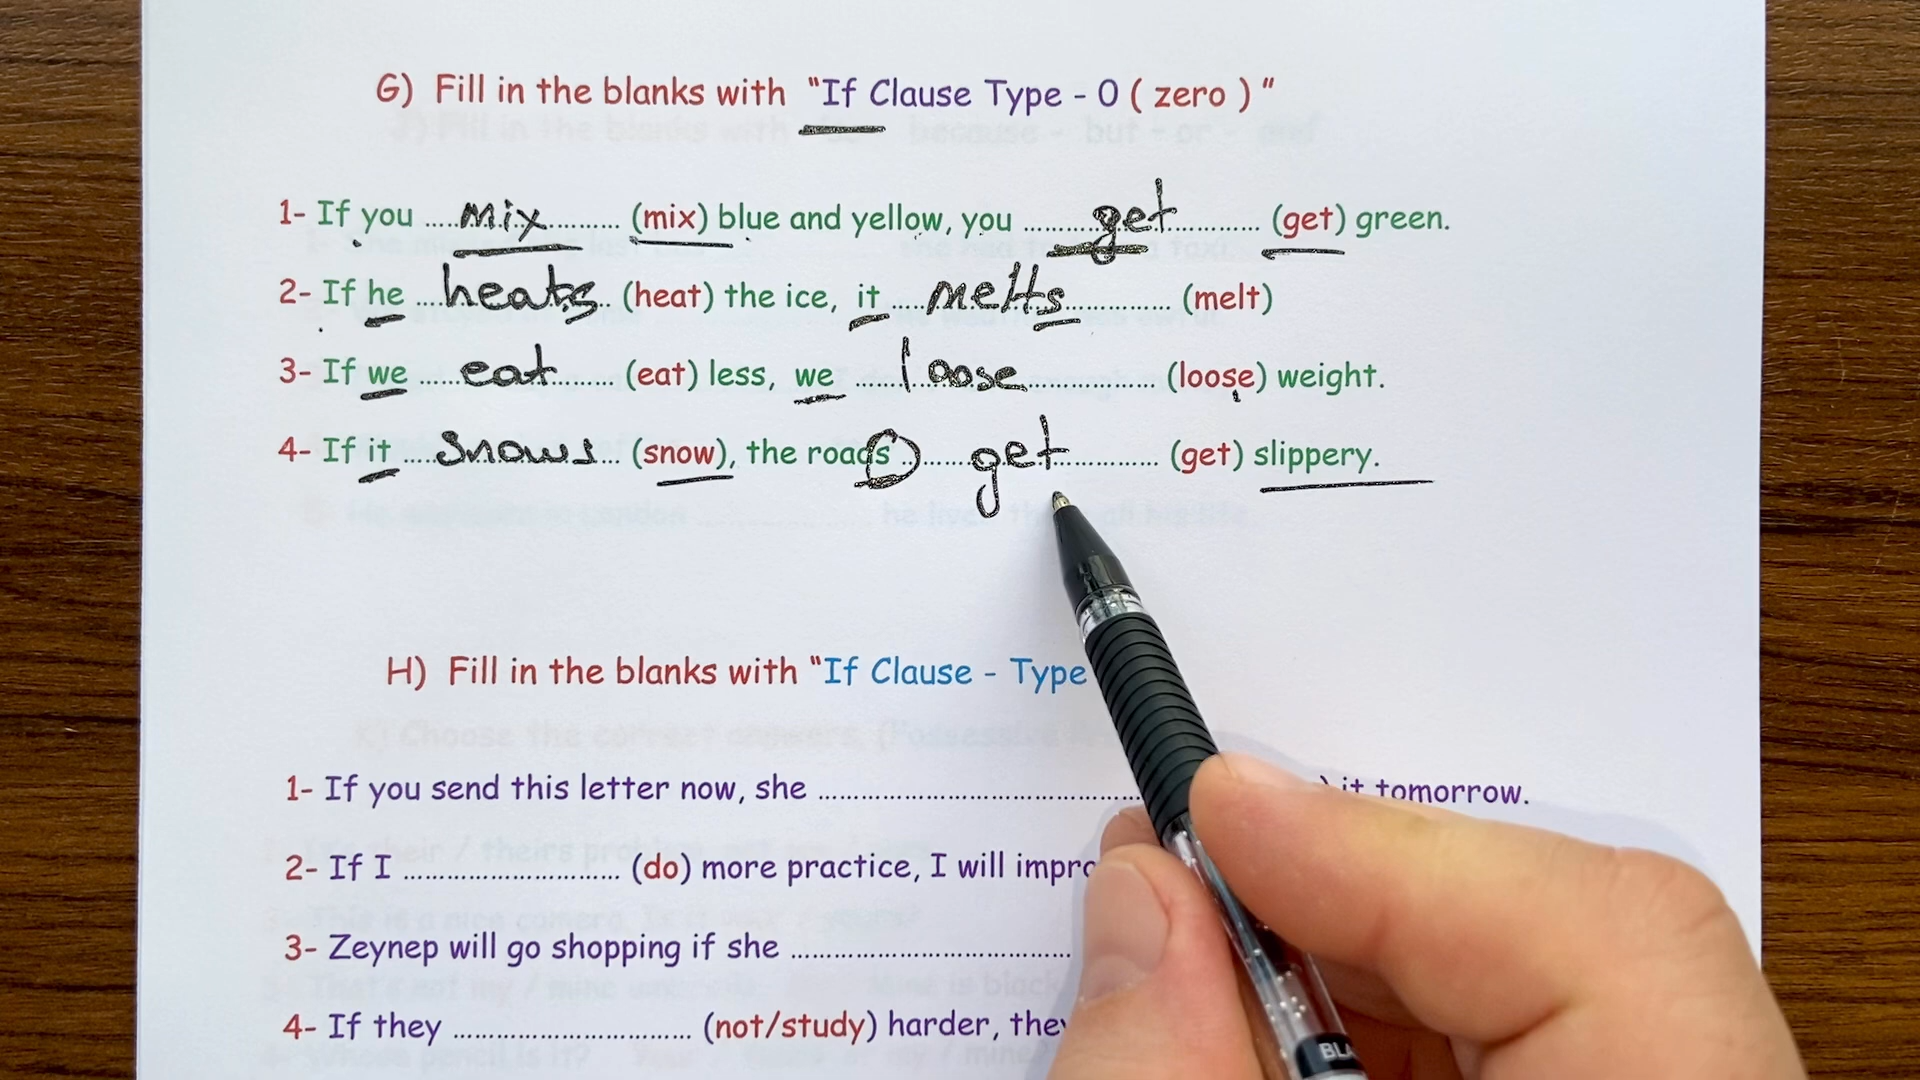 G) Fill in the blanks with "If Clause Type - 0 ( zero ) "
1- If you ....mix.......... (mix) blue and yellow, you ........get............ (get) green.
2- If he ...heats.. (heat) the ice, it ....melts............ (melt)
3- If we .....eat........ (eat) less, we .....loose............... (loose) weight.
4- If it ....snows... (snow), the roads ........get............ (get) slippery.
H) Fill in the blanks with "If Clause - Type
1- If you send this letter now, she ............................................ it tomorrow.
2- If I .............................. (do) more practice, I will
3- Zeynep will go shopping if she .......................................
4- If they ................................. (not/study) harder,